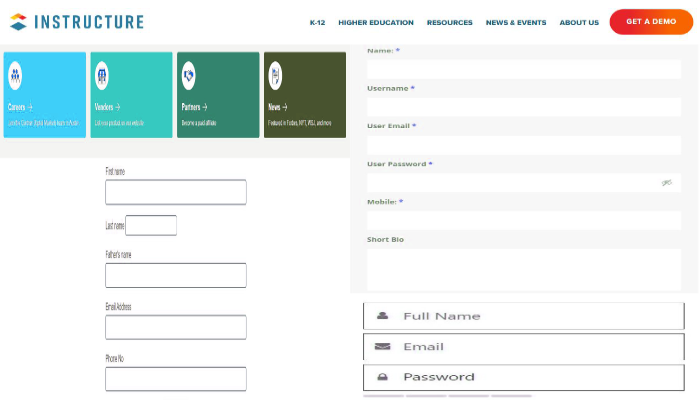 INSTRUCTURE
K-12 HIGHER EDUCATION RESOURCES NEWS & EVENTS ABOUT US GET A DEMO
Careers →
Vendors →
List your product on our website
Partners →
Become a paid affiliate
News →
Featured in Forbes, NYT, WSJ, and more
First name
Last name
Father's name
Email Address
Phone No
Name: *
Username *
User Email *
User Password *
Mobile: *
Short Bio
Full Name
Email
Password